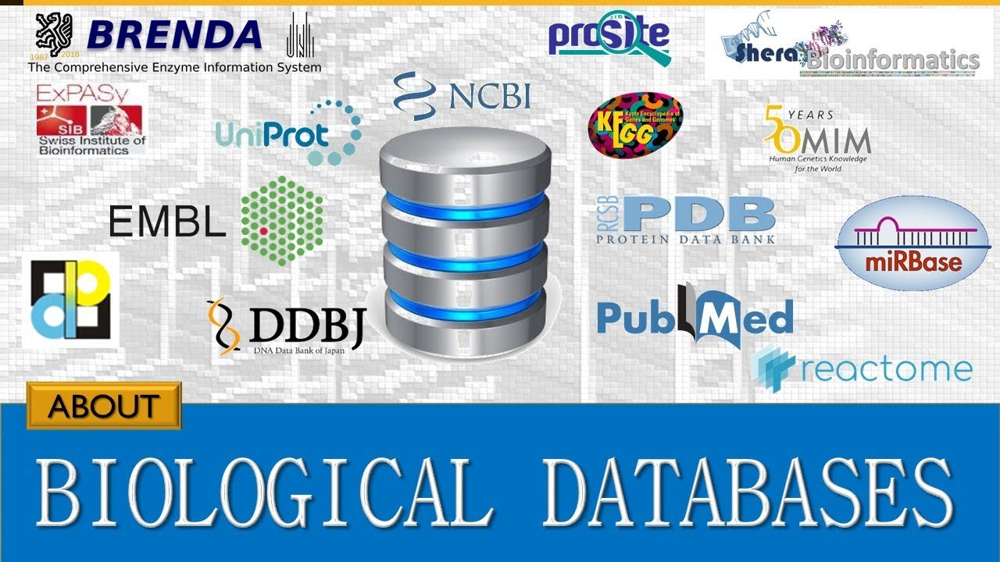 BRENDA
1987 2018
The Comprehensive Enzyme Information System
proSite
SIB
Shera Bioinformatics
ExPASy
SIB
Swiss Institute of
Bioinformatics
UniProt
NCBI
KEGG
Kyoto Encyclopedia of
Genes and Genomes
50 YEARS
OMIM
Human Genetics Knowledge
for the World
EMBL
RCSB PDB
PROTEIN DATA BANK
miRBase
DDBJ
DNA Data Bank of Japan
PubMed
reactome
ABOUT
BIOLOGICAL DATABASES